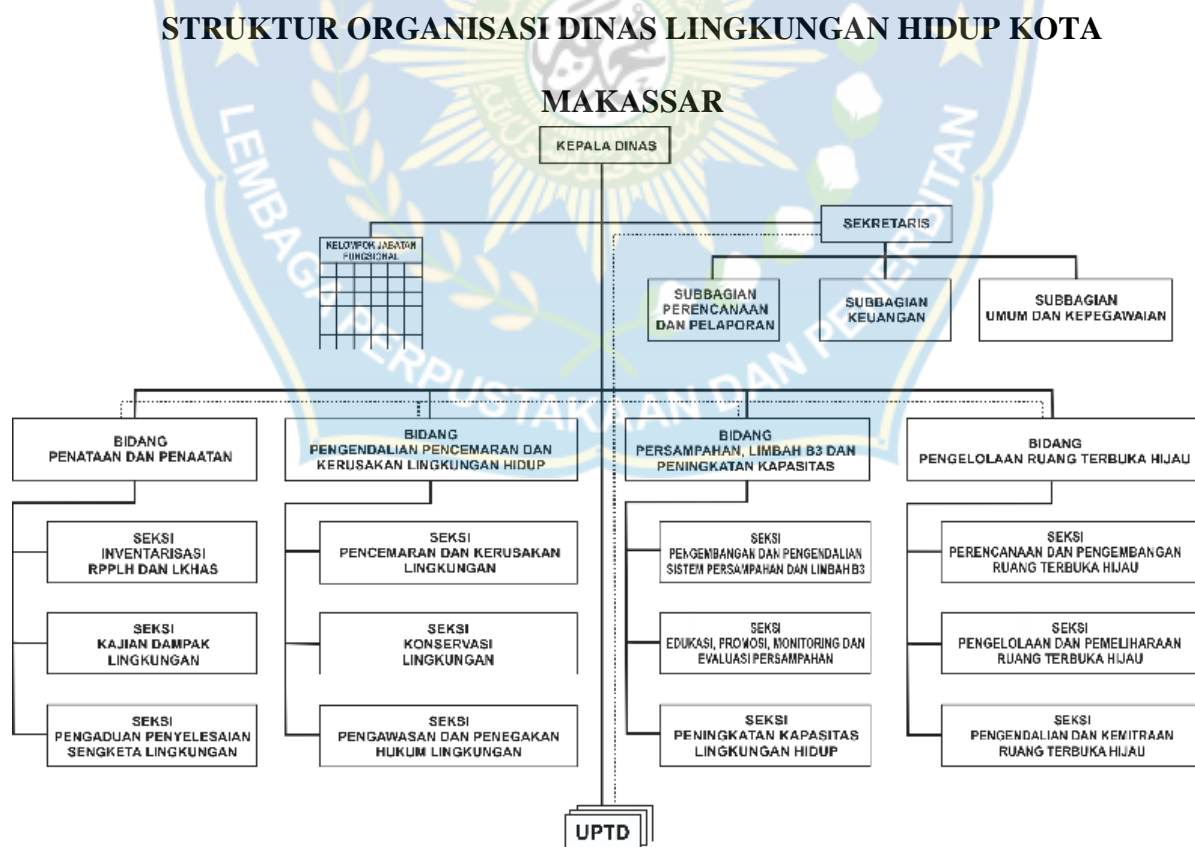 STRUKTUR ORGANISASI DINAS LINGKUNGAN HIDUP KOTA
MAKASSAR
KEPALA DINAS
SEKRETARIS
KELOMPOK JABATAN
FUNGSIONAL
SUBBAGIAN
PERENCANAAN
DAN PELAPORAN
SUBBAGIAN
KEUANGAN
SUBBAGIAN
UMUM DAN KEPEGAWAIAN
LEMBAGA PERPUSTAKAAN DAN PENERBITAN
BIDANG
PENATAAN DAN PENAATAN
BIDANG
PENGENDALIAN PENCEMARAN DAN
KERUSAKAN LINGKUNGAN HIDUP
BIDANG
PERSAMPAHAN, LIMBAH B3 DAN
PENINGKATAN KAPASITAS
BIDANG
PENGELOLAAN RUANG TERBUKA HIJAU
SEKSI
INVENTARISASI
RPPLH DAN LKHAS
SEKSI
PENCEMARAN DAN KERUSAKAN
LINGKUNGAN
SEKSI
PENGEMBANGAN DAN PENGENDALIAN
SISTEM PERSAMPAHAN DAN LIMBAH B3
SEKSI
PERENCANAAN DAN PENGEMBANGAN
RUANG TERBUKA HIJAU
SEKSI
KAJIAN DAMPAK
LINGKUNGAN
SEKSI
KONSERVASI
LINGKUNGAN
SEKSI
EDUKASI, PROMOSI, MONITORING DAN
EVALUASI PERSAMPAHAN
SEKSI
PENGELOLAAN DAN PEMELIHARAAN
RUANG TERBUKA HIJAU
SEKSI
PENGADUAN PENYELESAIAN
SENGKETA LINGKUNGAN
SEKSI
PENGAWASAN DAN PENEGAKAN
HUKUM LINGKUNGAN
SEKSI
PENINGKATAN KAPASITAS
LINGKUNGAN HIDUP
SEKSI
PENGENDALIAN DAN KEMITRAAN
RUANG TERBUKA HIJAU
UPTD